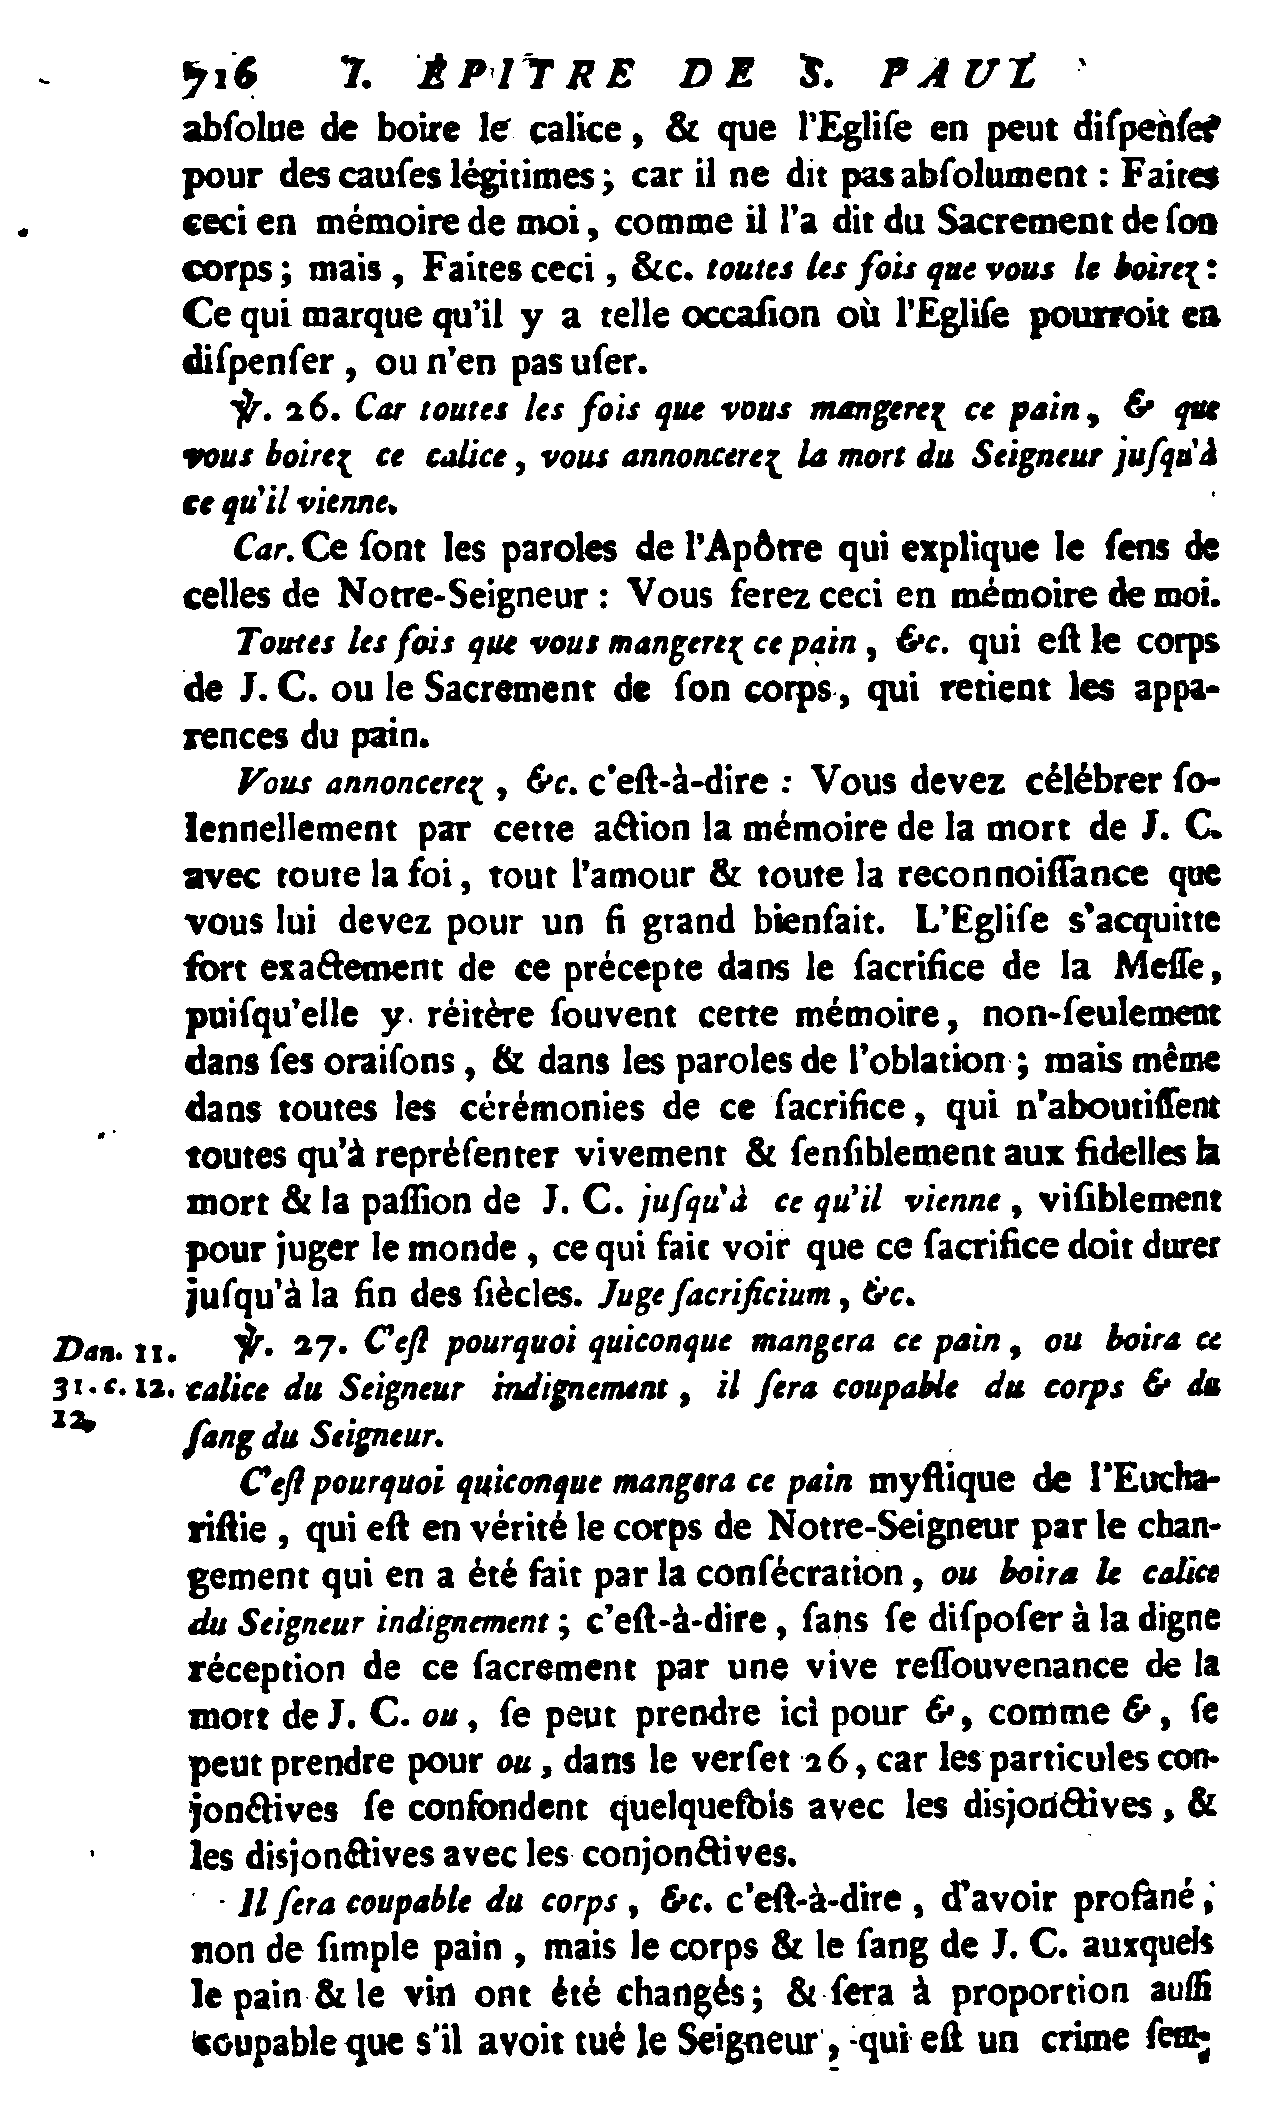 716 I. ÉPITRE DE S. PAUL
absolue de boire le calice, & que l'Eglise en peut dispenser
pour des causes légitimes; car il ne dit pas absolument : Faites
ceci en mémoire de moi, comme il l'a dit du Sacrement de son
corps; mais, Faites ceci, &c. toutes les fois que vous le boirez:
Ce qui marque qu'il y a telle occasion où l'Eglise pourroit en
dispenser, ou n'en pas user.
℣. 26. Car toutes les fois que vous mangerez ce pain, & que
vous boirez ce calice, vous annoncerez la mort du Seigneur jusqu'à
ce qu'il vienne.
Car. Ce sont les paroles de l'Apôtre qui explique le sens de
celles de Notre-Seigneur : Vous ferez ceci en mémoire de moi.
Toutes les fois que vous mangerez ce pain, &c. qui est le corps
de J. C. ou le Sacrement de son corps, qui retient les appa-
rences du pain.
Vous annoncerez, &c. c'est-à-dire : Vous devez célébrer so-
lennellement par cette action la mémoire de la mort de J. C.
avec toute la foi, tout l'amour & toute la reconnoissance que
vous lui devez pour un si grand bienfait. L'Eglise s'acquitte
fort exactement de ce précepte dans le sacrifice de la Messe,
puisqu'elle y réitère souvent cette mémoire, non-seulement
dans ses oraisons, & dans les paroles de l'oblation; mais même
dans toutes les cérémonies de ce sacrifice, qui n'aboutissent
toutes qu'à représenter vivement & sensiblement aux fidelles la
mort & la passion de J. C. jusqu'à ce qu'il vienne, visiblement
pour juger le monde, ce qui fait voir que ce sacrifice doit durer
jusqu'à la fin des siècles. Juge sacrificium, &c.
Dan. 11.
31. c. 12.
12.
℣. 27. C'est pourquoi quiconque mangera ce pain, ou boira ce
calice du Seigneur indignement, il sera coupable du corps & du
sang du Seigneur.
C'est pourquoi quiconque mangera ce pain mystique de l'Eucha-
ristie, qui est en vérité le corps de Notre-Seigneur par le chan-
gement qui en a été fait par la consécration, ou boira le calice
du Seigneur indignement; c'est-à-dire, sans se disposer à la digne
réception de ce sacrement par une vive ressouvenance de la
mort de J. C. ou, se peut prendre ici pour &, comme &, se
peut prendre pour ou, dans le verset 26, car les particules con-
jonctives se confondent quelquefois avec les disjonctives, &
les disjonctives avec les conjonctives.
Il sera coupable du corps, &c. c'est-à-dire, d'avoir profané,
non de simple pain, mais le corps & le sang de J. C. auxquels
le pain & le vin ont été changés; & sera à proportion aussi
coupable que s'il avoit tué le Seigneur, qui est un crime sem-